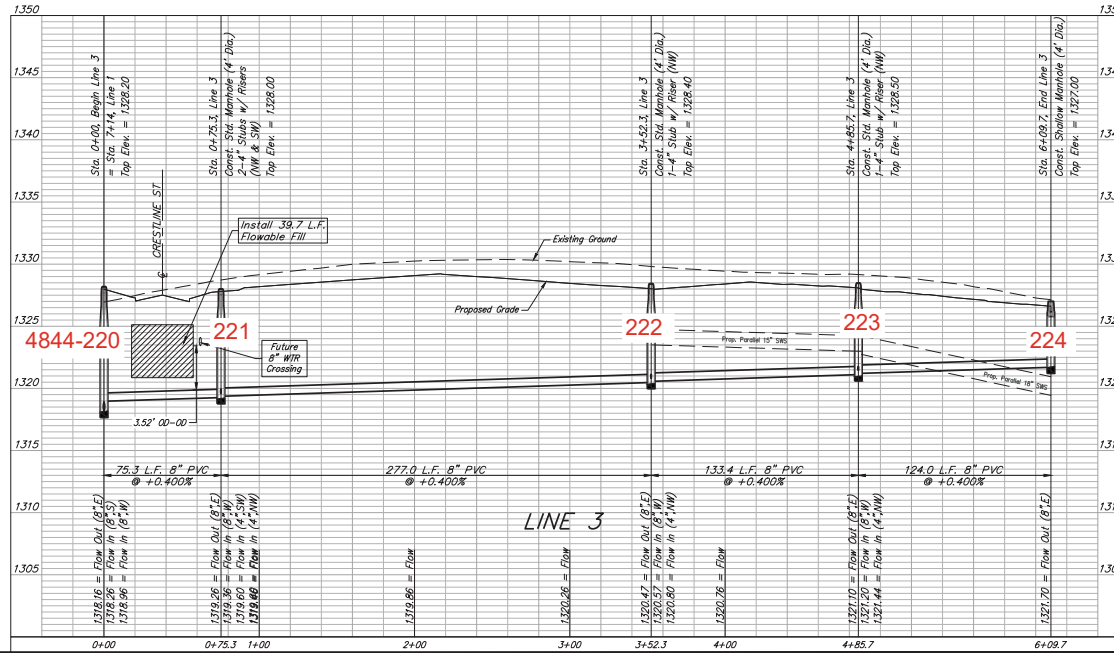 1350
1345
1340
1335
1330
1325
1320
1315
1310
1305
Sta. 0+00, Begin Line 3
= Sta. 7+14, Line 1
Top Elev. = 1328.20
CRESTLINE ST
Sta. 0+75.3, Line 3
Const. Std. Manhole (4' Dia.)
2-4" Stubs w/ Risers
(NW & SW)
Top Elev. = 1328.00
Sta. 3+52.3, Line 3
Const. Std. Manhole (4' Dia.)
1-4" Stub w/ Riser (NW)
Top Elev. = 1328.40
Sta. 4+85.7, Line 3
Const. Std. Manhole (4' Dia.)
1-4" Stub w/ Riser (NW)
Top Elev. = 1328.50
Sta. 6+09.7, End Line 3
Const. Shallow Manhole (4' Dia.)
Top Elev. = 1327.00
Install 39.7 L.F.
Flowable Fill
Existing Ground
Proposed Grade
4844-220
221
222
223
224
Future
8" WTR
Crossing
Prop. Parallel 15" SWS
Prop. Parallel 18" SWS
3.52' OD-OD
75.3 L.F. 8" PVC
@ +0.400%
277.0 L.F. 8" PVC
@ +0.400%
133.4 L.F. 8" PVC
@ +0.400%
124.0 L.F. 8" PVC
@ +0.400%
LINE 3
1318.16 = Flow Out (8",E)
1318.26 = Flow In (8",S)
1318.96 = Flow In (8",W)
1319.26 = Flow Out (8",E)
1319.36 = Flow In (8",W)
1319.60 = Flow In (4",SW)
= Flow In (4",NW)
1319.86 = Flow
1320.26 = Flow
1320.47 = Flow Out (8",E)
1320.57 = Flow In (8",W)
1320.80 = Flow In (4",NW)
1320.76 = Flow
1321.10 = Flow Out (8",E)
1321.20 = Flow In (8",W)
1321.44 = Flow In (4",NW)
1321.70 = Flow Out (8",E)
0+00
0+75.3
1+00
2+00
3+00
3+52.3
4+00
4+85.7
6+09.7